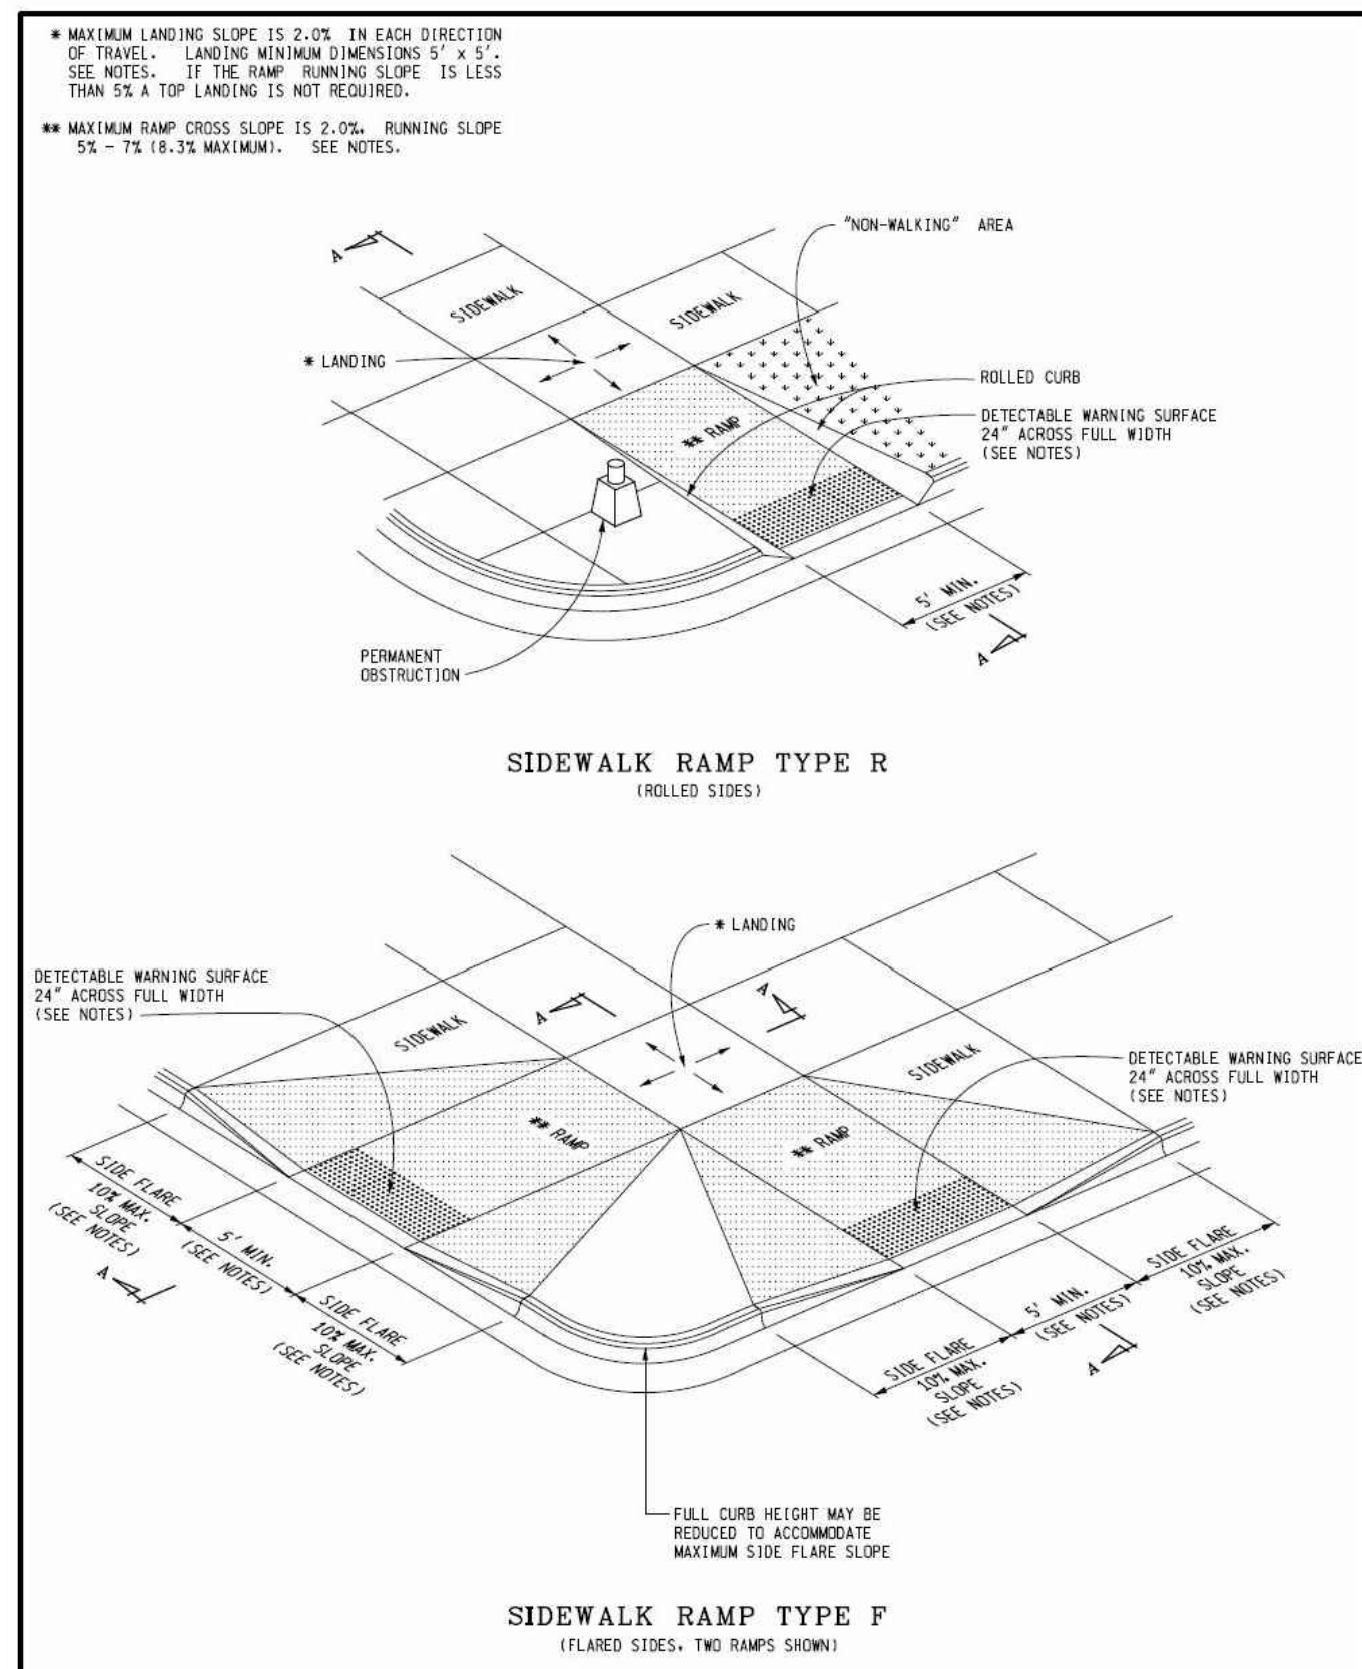 * MAXIMUM LANDING SLOPE IS 2.0% IN EACH DIRECTION
OF TRAVEL. LANDING MINIMUM DIMENSIONS 5' x 5'.
SEE NOTES. IF THE RAMP RUNNING SLOPE IS LESS
THAN 5% A TOP LANDING IS NOT REQUIRED.
** MAXIMUM RAMP CROSS SLOPE IS 2.0%. RUNNING SLOPE
5% - 7% (8.3% MAXIMUM). SEE NOTES.
"NON-WALKING" AREA
A
SIDEWALK
SIDEWALK
* LANDING
ROLLED CURB
DETECTABLE WARNING SURFACE
24" ACROSS FULL WIDTH
(SEE NOTES)
** RAMP
5' MIN.
(SEE NOTES)
A
PERMANENT
OBSTRUCTION
SIDEWALK RAMP TYPE R
(ROLLED SIDES)
* LANDING
DETECTABLE WARNING SURFACE
24" ACROSS FULL WIDTH
(SEE NOTES)
A
A
SIDEWALK
SIDEWALK
DETECTABLE WARNING SURFACE
24" ACROSS FULL WIDTH
(SEE NOTES)
** RAMP
** RAMP
SIDE FLARE
10% MAX.
SLOPE
(SEE NOTES)
5' MIN.
(SEE NOTES)
A
SIDE FLARE
10% MAX.
SLOPE
(SEE NOTES)
SIDE FLARE
10% MAX.
SLOPE
(SEE NOTES)
5' MIN.
(SEE NOTES)
A
SIDE FLARE
10% MAX.
SLOPE
(SEE NOTES)
FULL CURB HEIGHT MAY BE
REDUCED TO ACCOMMODATE
MAXIMUM SIDE FLARE SLOPE
SIDEWALK RAMP TYPE F
(FLARED SIDES, TWO RAMPS SHOWN)